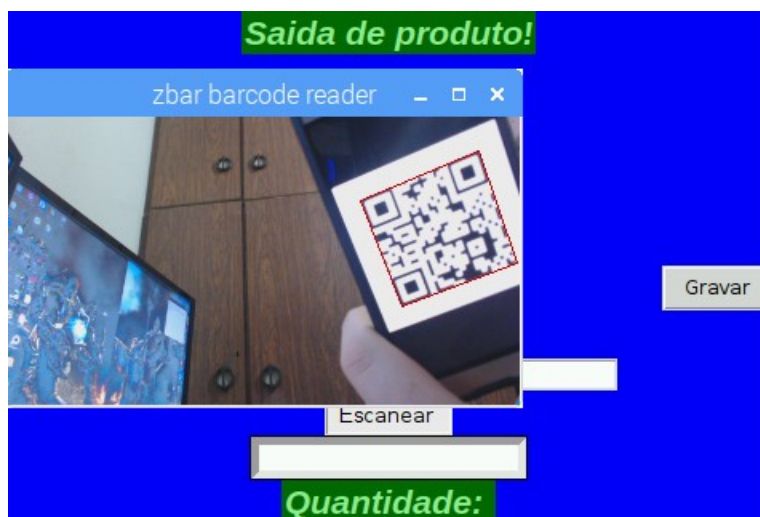 Saida de produto!
zbar barcode reader
Gravar
Escanear
Quantidade: